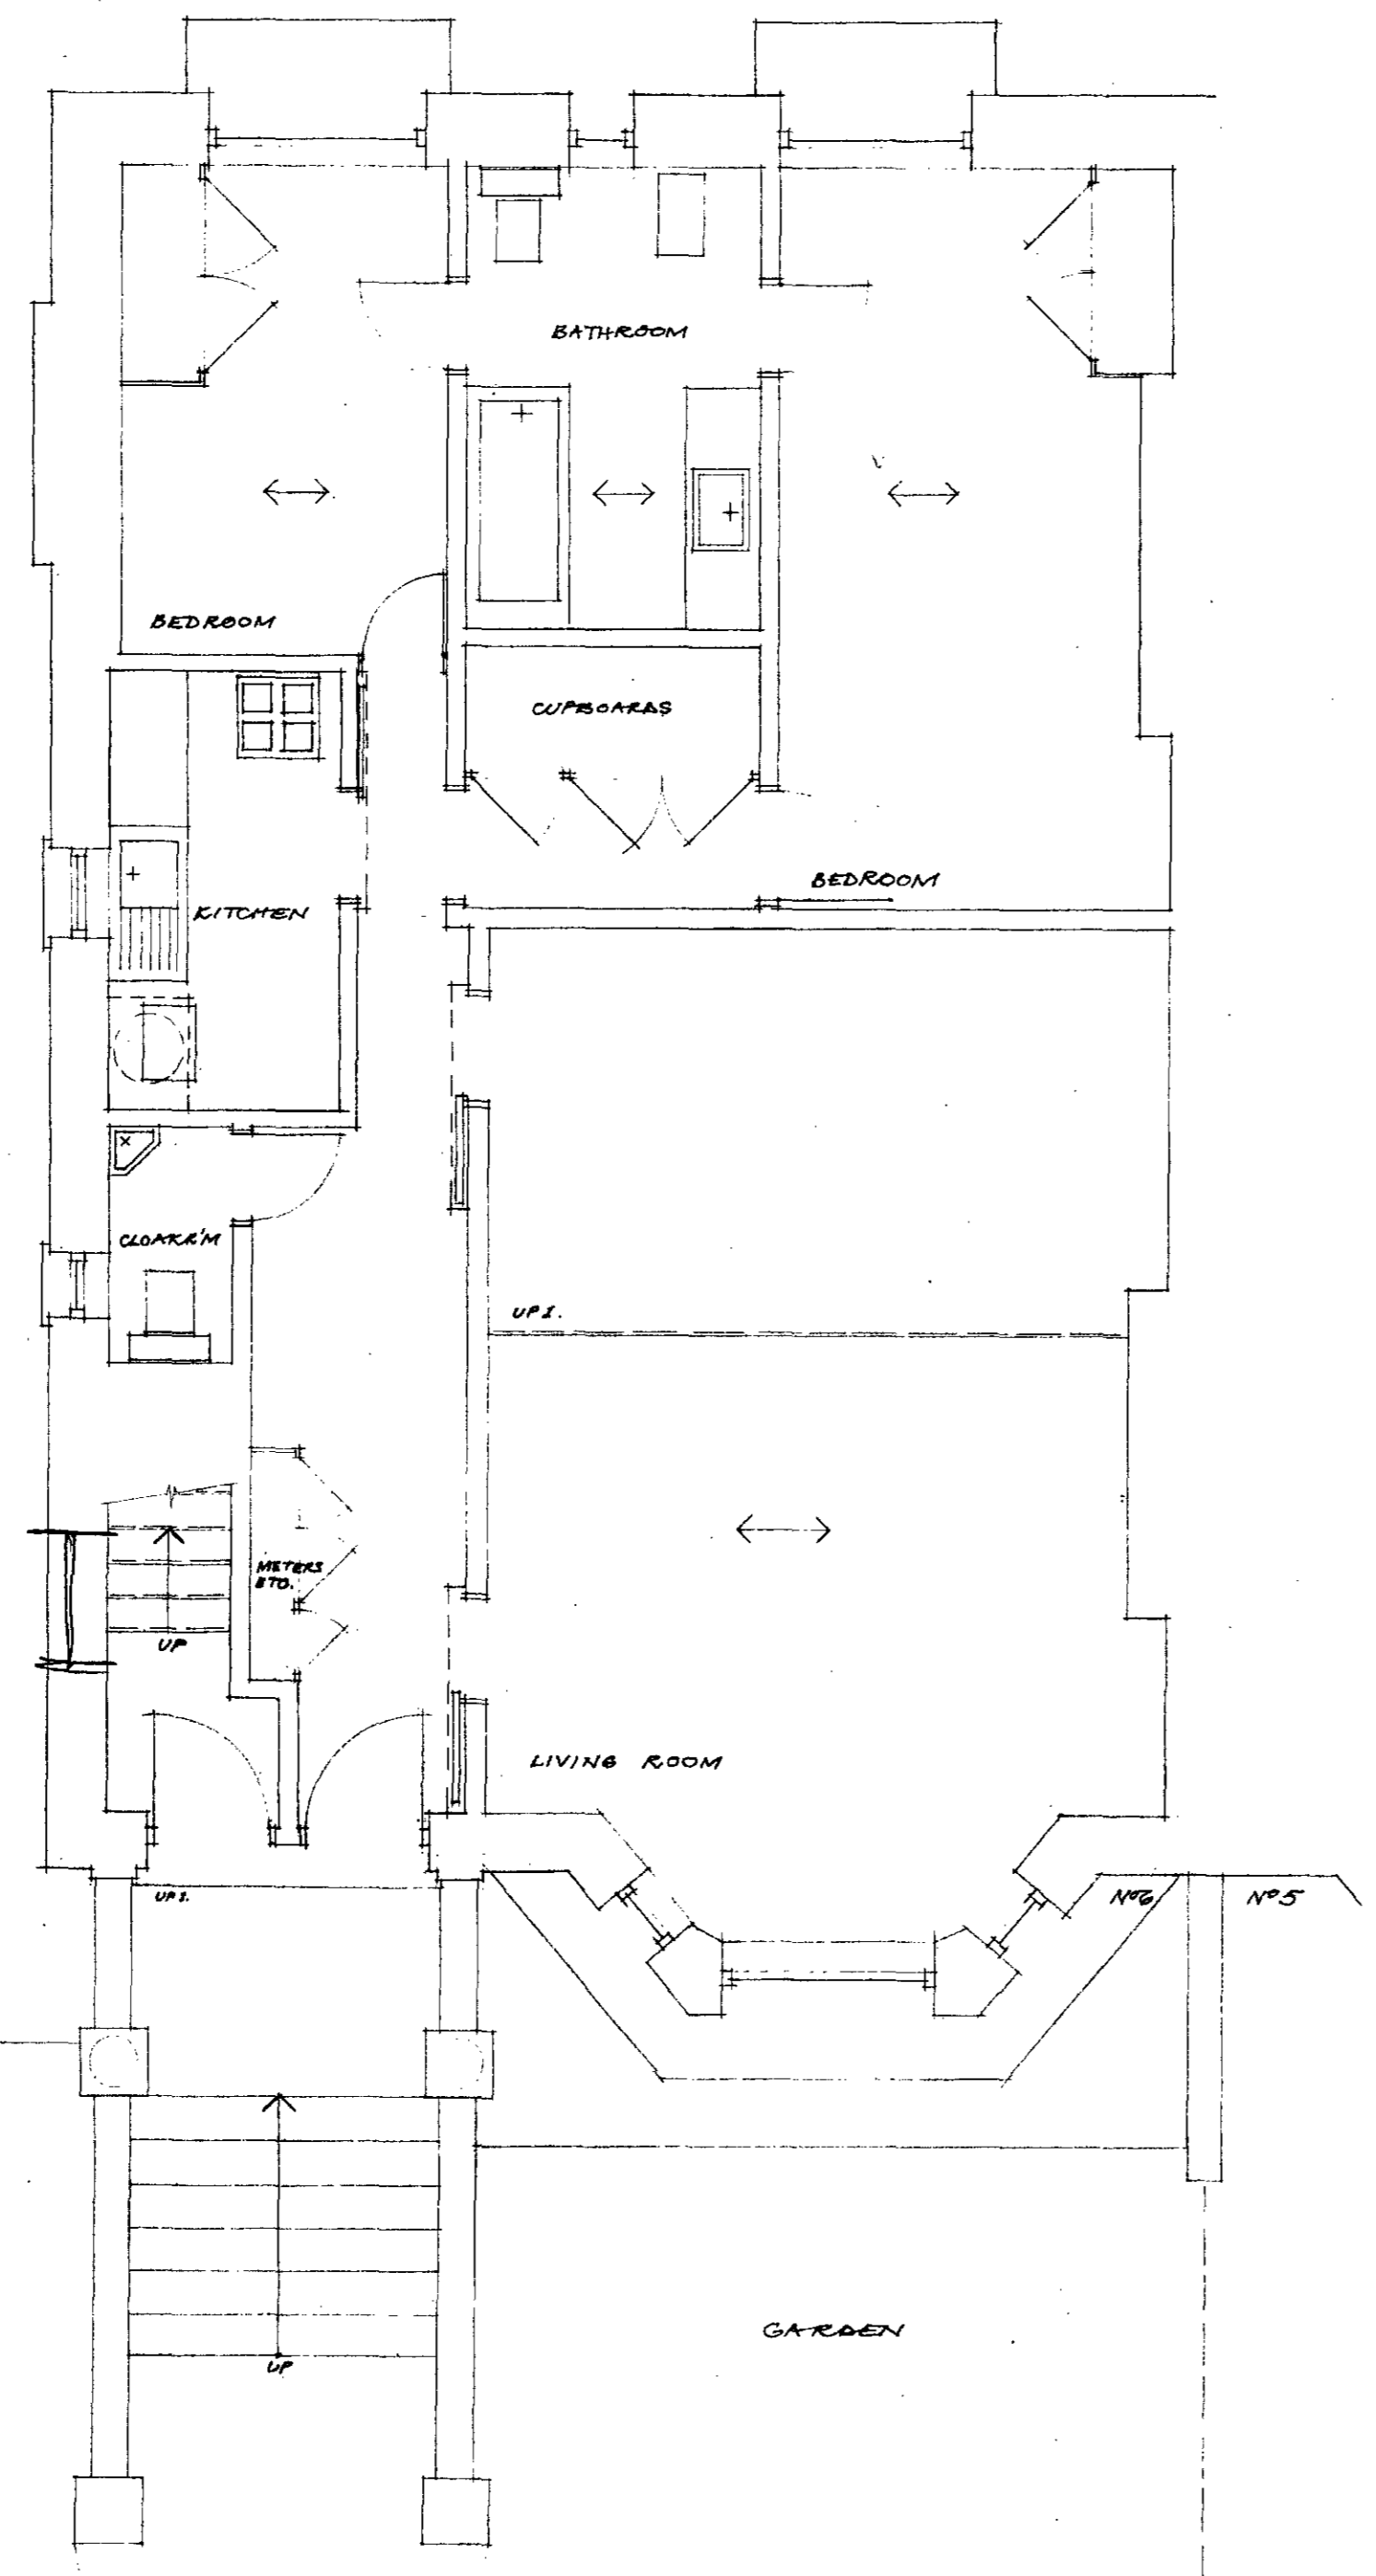 BATHROOM
BEDROOM
CUPBOARDS
BEDROOM
KITCHEN
CLOAKR'M
UP 1.
METERS
ETC.
UP
LIVING ROOM
UP 1.
Nº6
Nº5
GARDEN
UP